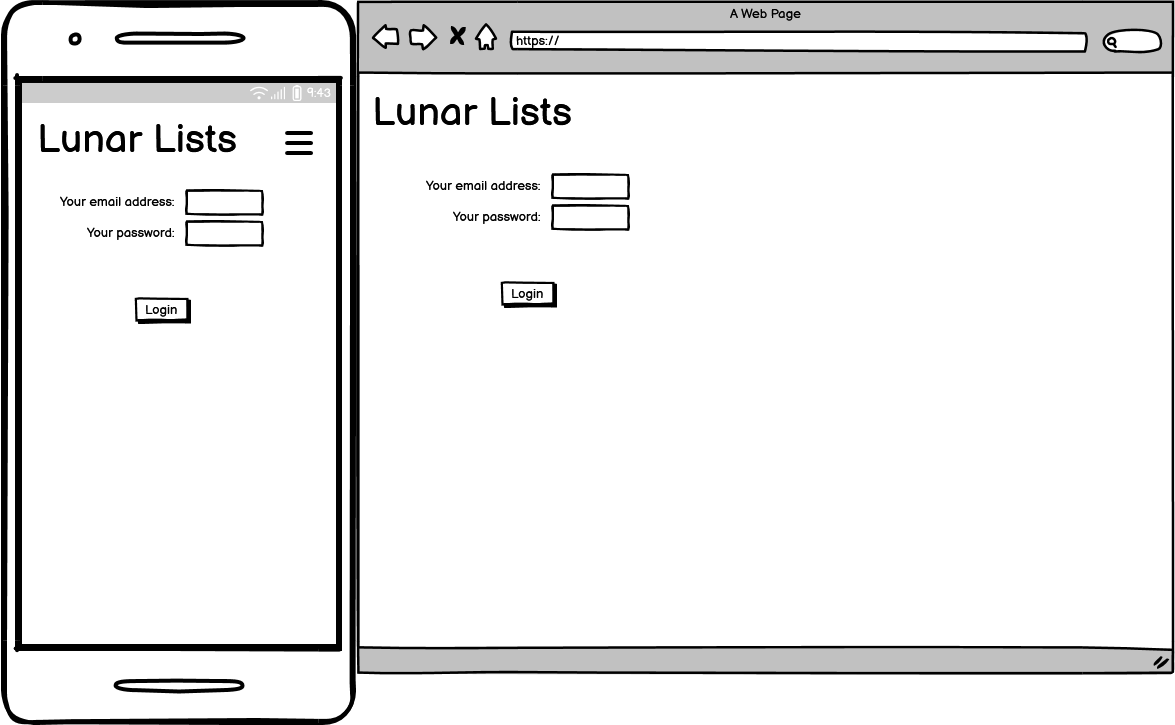 9:43
Lunar Lists
Your email address:
Your password:
Login
A Web Page
https://
Lunar Lists
Your email address:
Your password:
Login